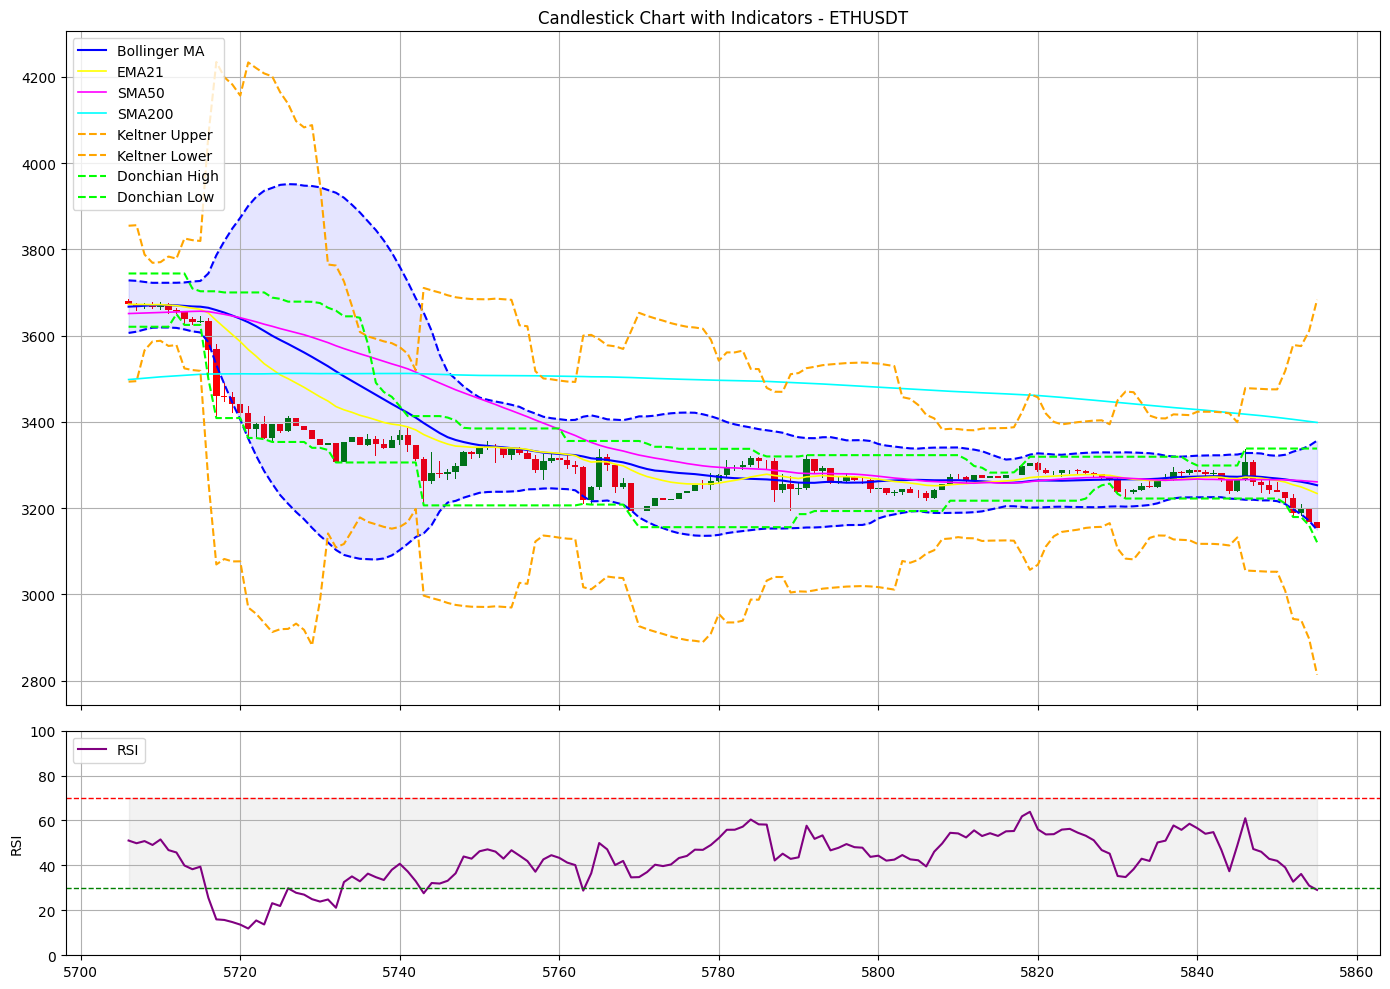 Candlestick Chart with Indicators - ETHUSDT
Bollinger MA
EMA21
SMA50
SMA200
Keltner Upper
Keltner Lower
Donchian High
Donchian Low
4200
4000
3800
3600
3400
3200
3000
2800
RSI
100
80
60
40
20
0
RSI
5700
5720
5740
5760
5780
5800
5820
5840
5860